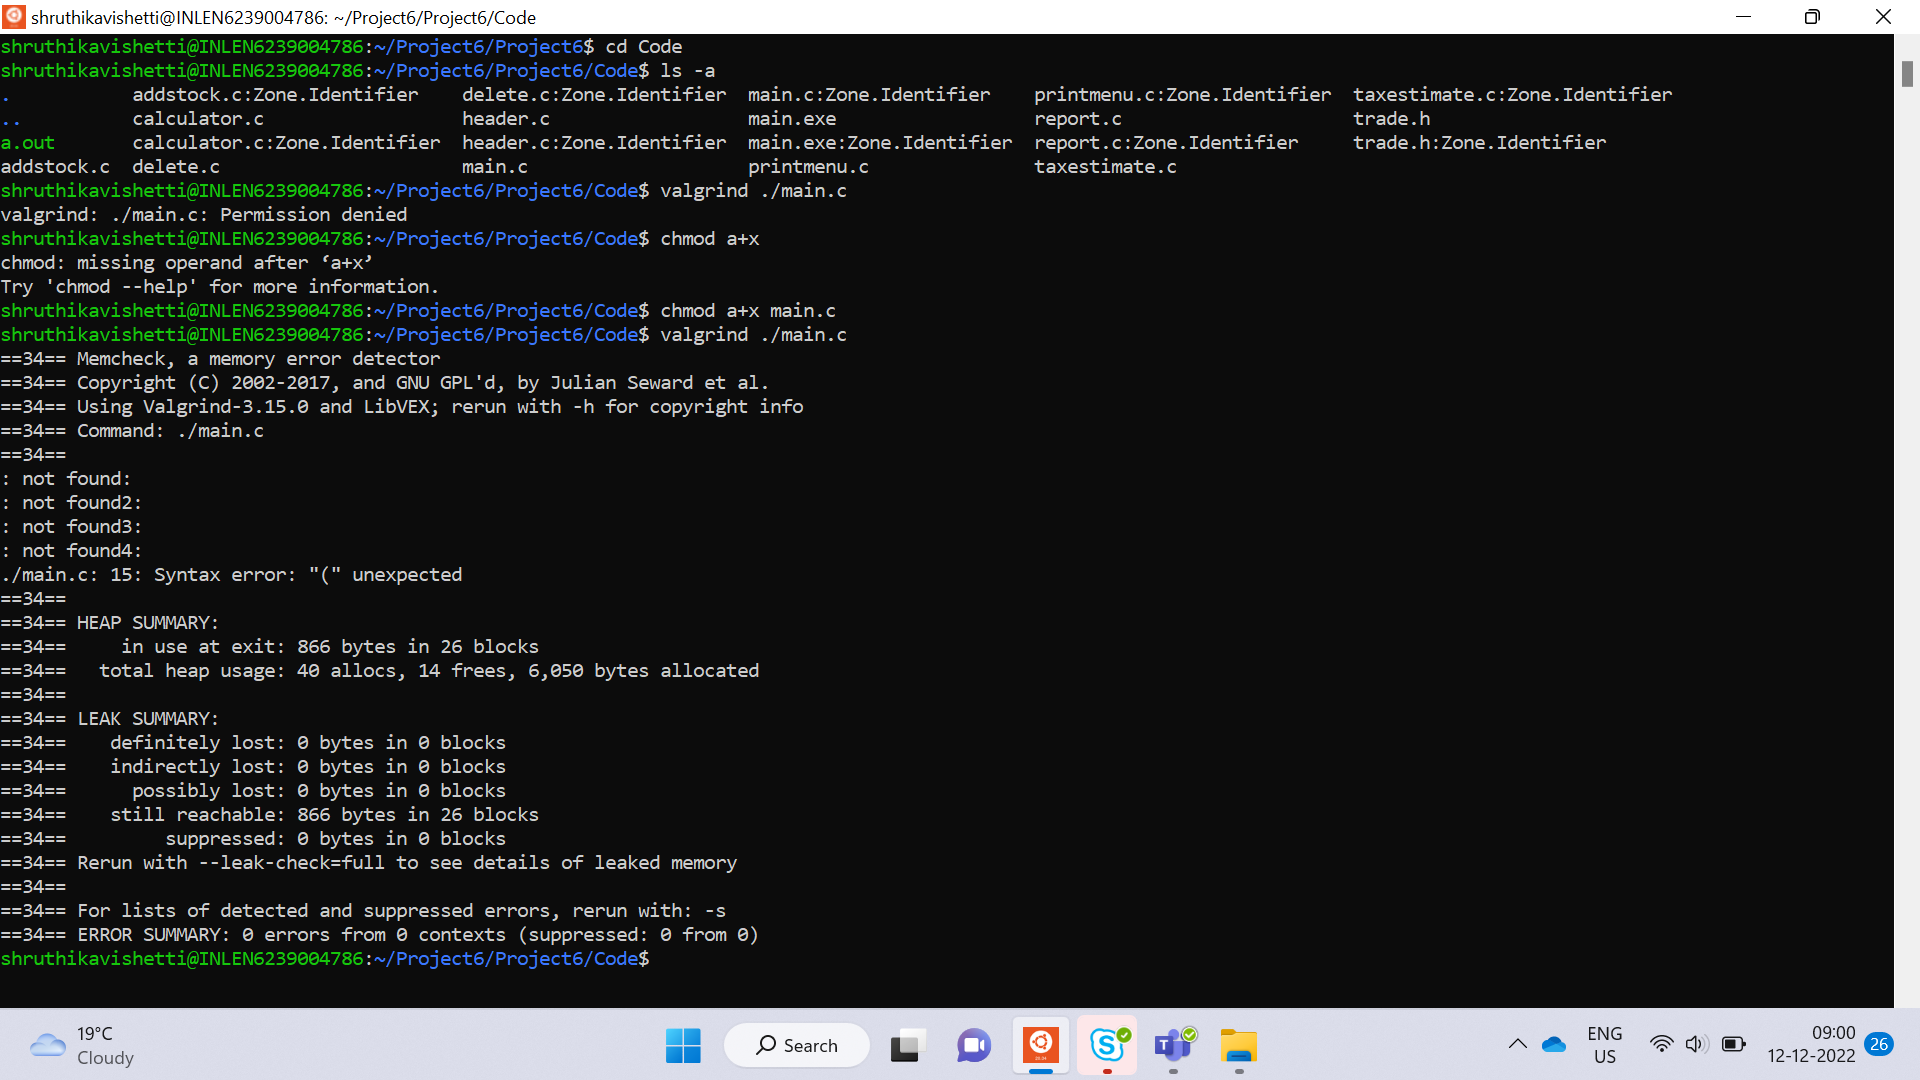 shruthikavishetti@INLEN6239004786: ~/Project6/Project6/Code
shruthikavishetti@INLEN6239004786:~/Project6/Project6$ cd Code
shruthikavishetti@INLEN6239004786:~/Project6/Project6/Code$ ls -a
. addstock.c:Zone.Identifier delete.c:Zone.Identifier main.c:Zone.Identifier printmenu.c:Zone.Identifier taxestimate.c:Zone.Identifier
.. calculator.c header.c main.exe report.c trade.h
a.out calculator.c:Zone.Identifier header.c:Zone.Identifier main.exe:Zone.Identifier report.c:Zone.Identifier trade.h:Zone.Identifier
addstock.c delete.c main.c printmenu.c taxestimate.c
shruthikavishetti@INLEN6239004786:~/Project6/Project6/Code$ valgrind ./main.c
valgrind: ./main.c: Permission denied
shruthikavishetti@INLEN6239004786:~/Project6/Project6/Code$ chmod a+x
chmod: missing operand after ‘a+x’
Try 'chmod --help' for more information.
shruthikavishetti@INLEN6239004786:~/Project6/Project6/Code$ chmod a+x main.c
shruthikavishetti@INLEN6239004786:~/Project6/Project6/Code$ valgrind ./main.c
==34== Memcheck, a memory error detector
==34== Copyright (C) 2002-2017, and GNU GPL'd, by Julian Seward et al.
==34== Using Valgrind-3.15.0 and LibVEX; rerun with -h for copyright info
==34== Command: ./main.c
==34==
: not found:
: not found2:
: not found3:
: not found4:
./main.c: 15: Syntax error: "(" unexpected
==34==
==34== HEAP SUMMARY:
==34==     in use at exit: 866 bytes in 26 blocks
==34==   total heap usage: 40 allocs, 14 frees, 6,050 bytes allocated
==34==
==34== LEAK SUMMARY:
==34==    definitely lost: 0 bytes in 0 blocks
==34==    indirectly lost: 0 bytes in 0 blocks
==34==      possibly lost: 0 bytes in 0 blocks
==34==    still reachable: 866 bytes in 26 blocks
==34==         suppressed: 0 bytes in 0 blocks
==34== Rerun with --leak-check=full to see details of leaked memory
==34==
==34== For lists of detected and suppressed errors, rerun with: -s
==34== ERROR SUMMARY: 0 errors from 0 contexts (suppressed: 0 from 0)
shruthikavishetti@INLEN6239004786:~/Project6/Project6/Code$
19°C
Cloudy
Search
ENG
US
09:00
12-12-2022
26